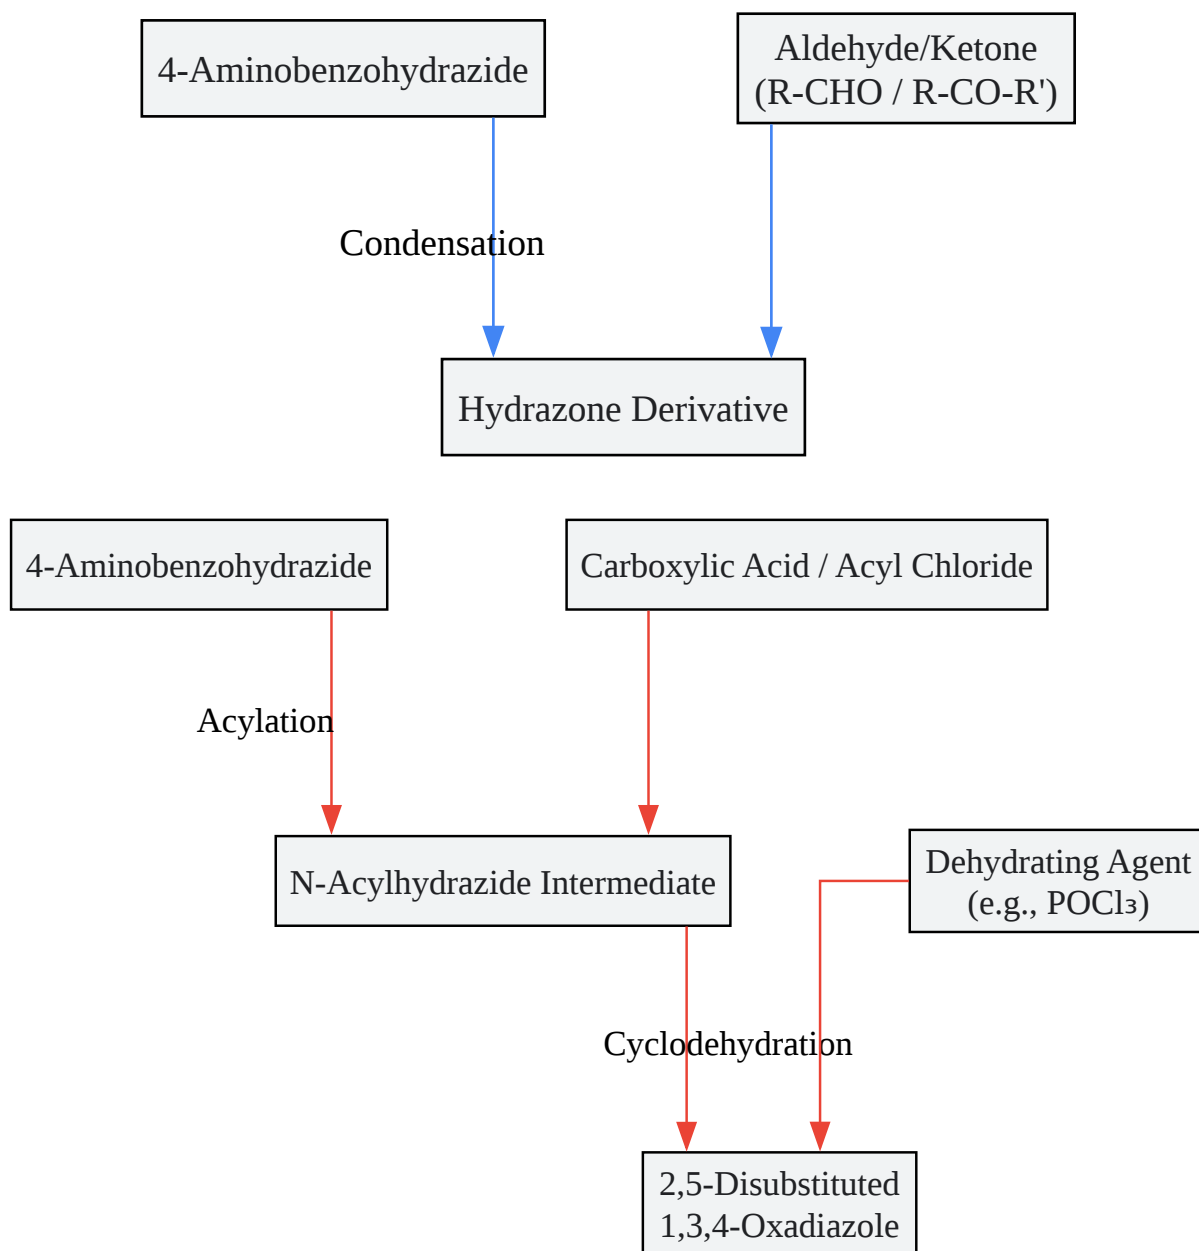 4-Aminobenzohydrazide
Aldehyde/Ketone
(R-CHO / R-CO-R')
Condensation
Hydrazone Derivative
4-Aminobenzohydrazide
Carboxylic Acid / Acyl Chloride
Acylation
N-Acylhydrazide Intermediate
Dehydrating Agent
(e.g., POCl₃)
Cyclodehydration
2,5-Disubstituted
1,3,4-Oxadiazole